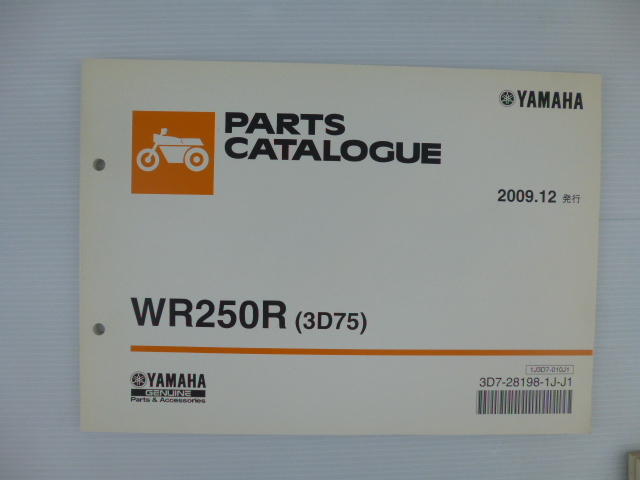 YAMAHA
PARTS
CATALOGUE
2009.12 発行
WR250R (3D75)
YAMAHA
GENUINE
Parts & Accessories
1J3D7-010J1
3D7-28198-1J-J1